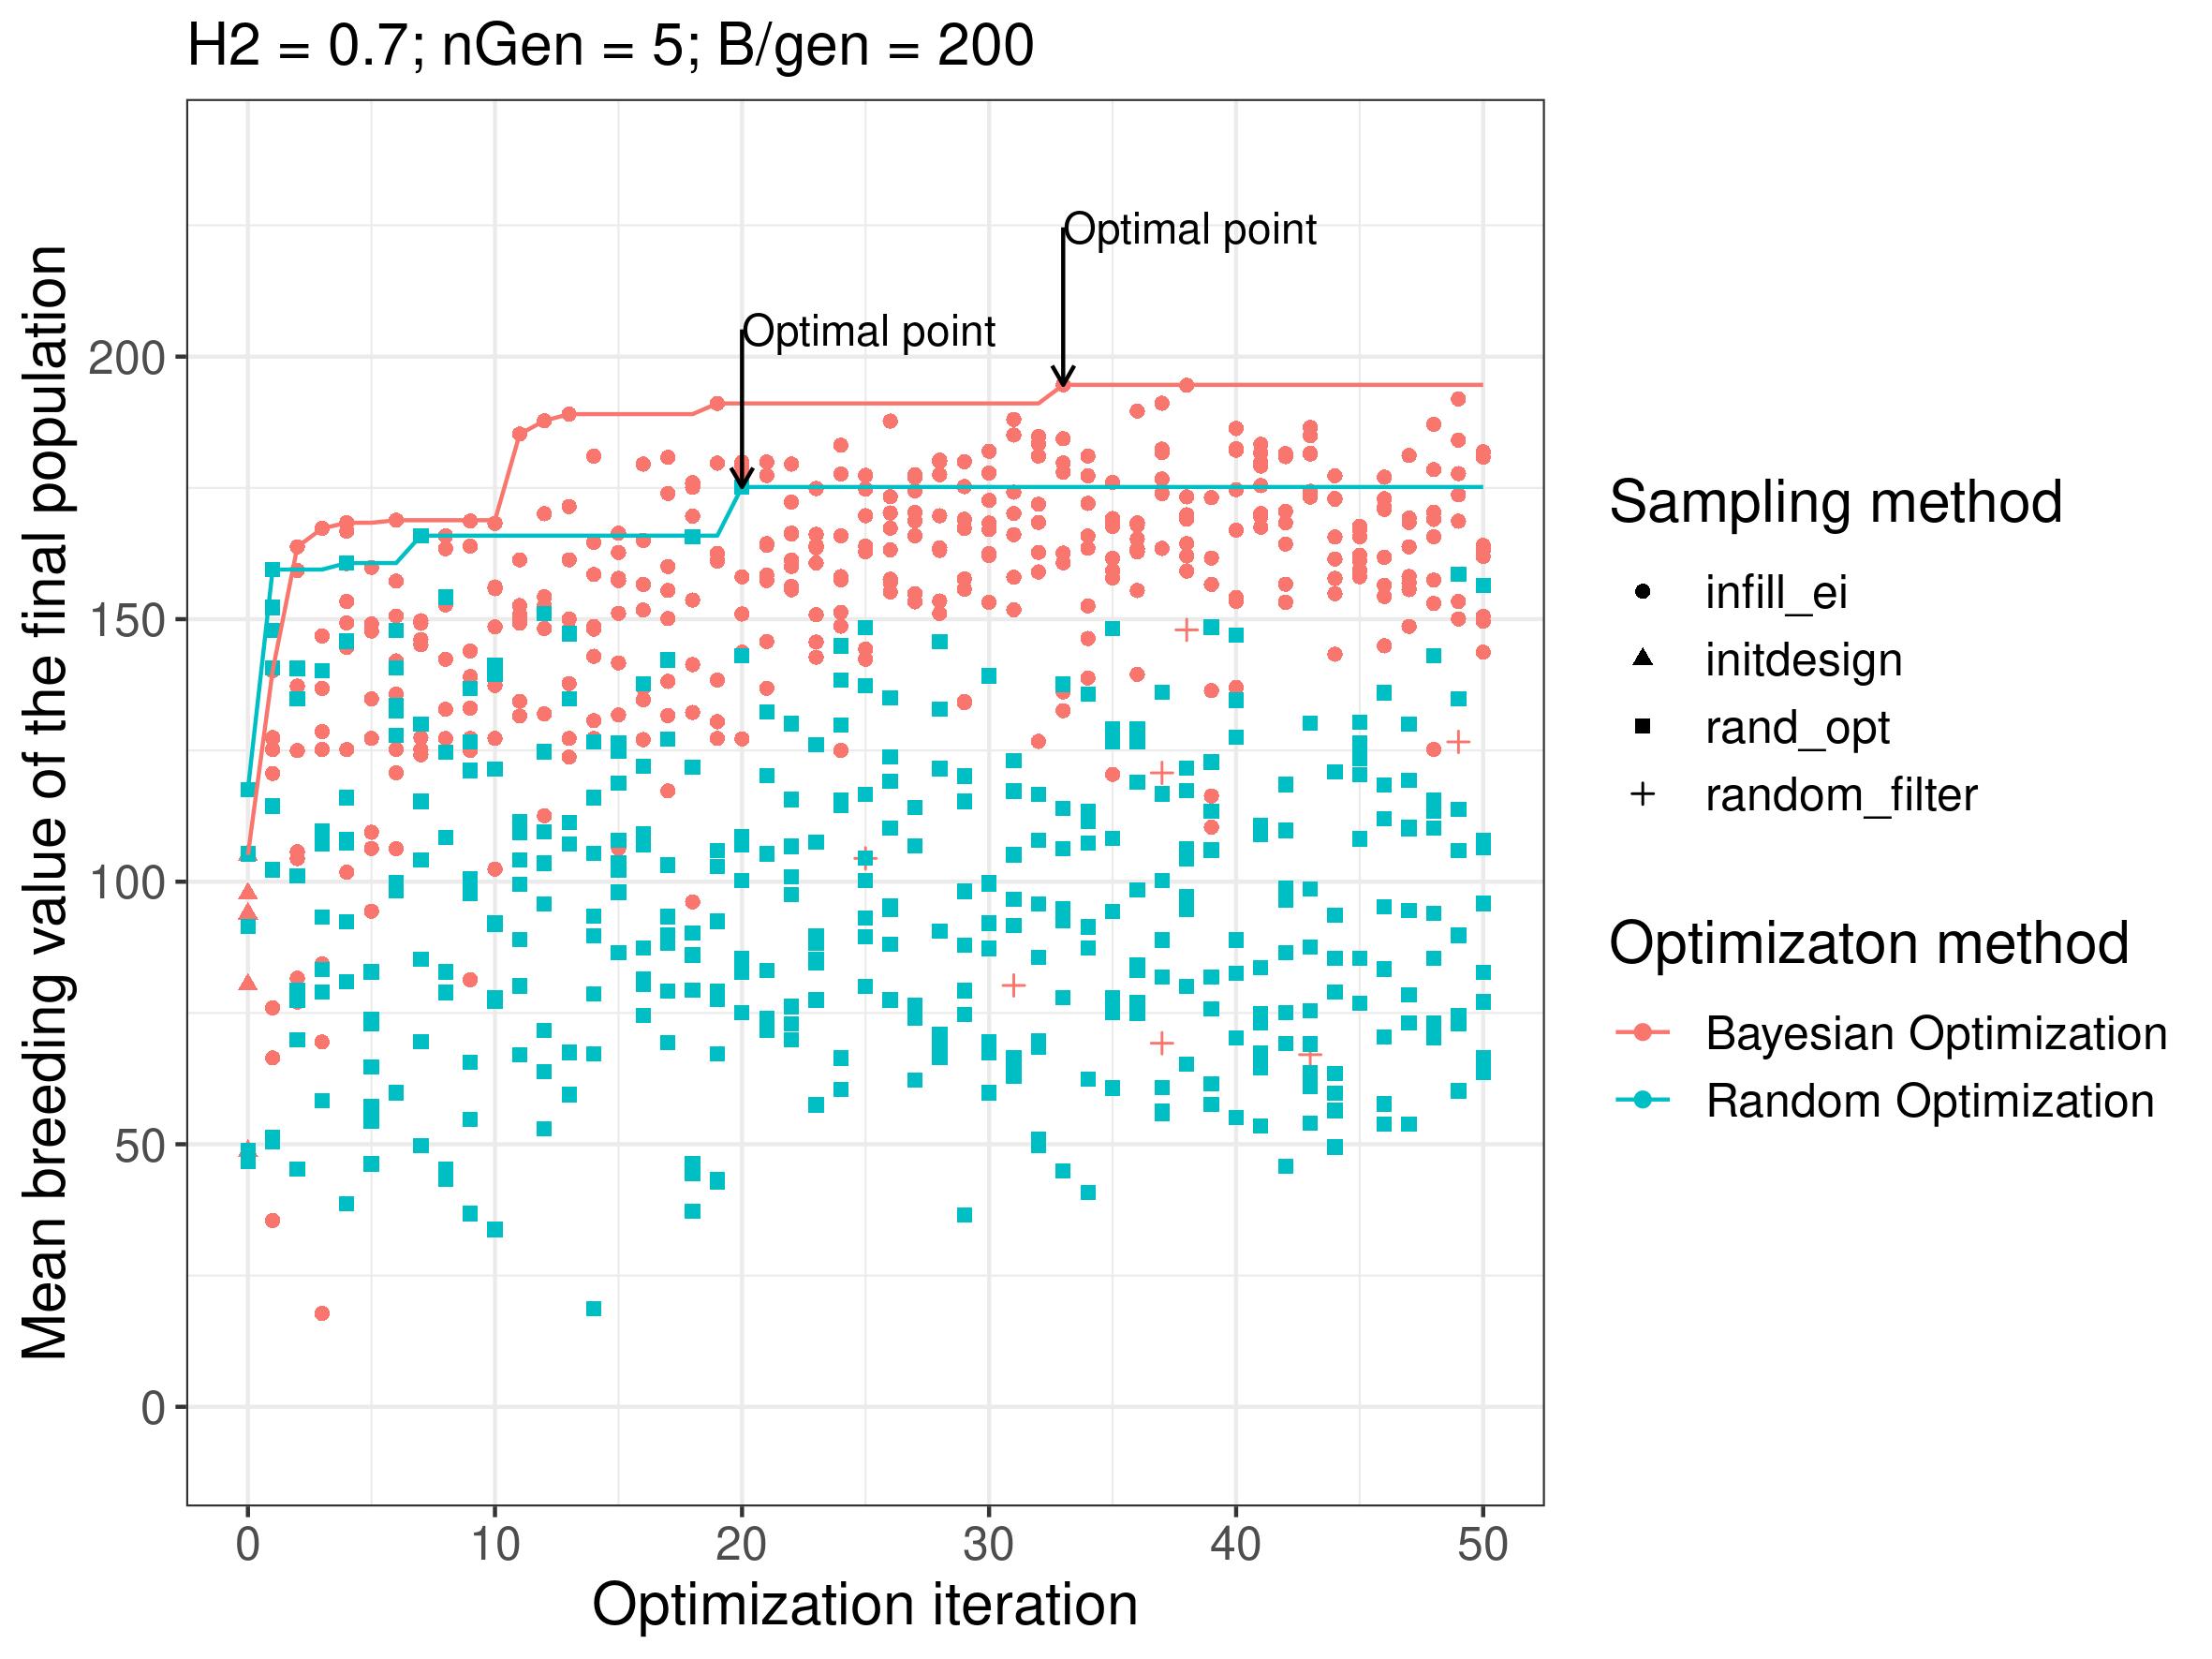 H2 = 0.7; nGen = 5; B/gen = 200
Mean breeding value of the final population
200
150
100
50
0
Optimal point
Optimal point
0 10 20 30 40 50
Optimization iteration
Sampling method
infill_ei
initdesign
rand_opt
random_filter
Optimizaton method
Bayesian Optimization
Random Optimization